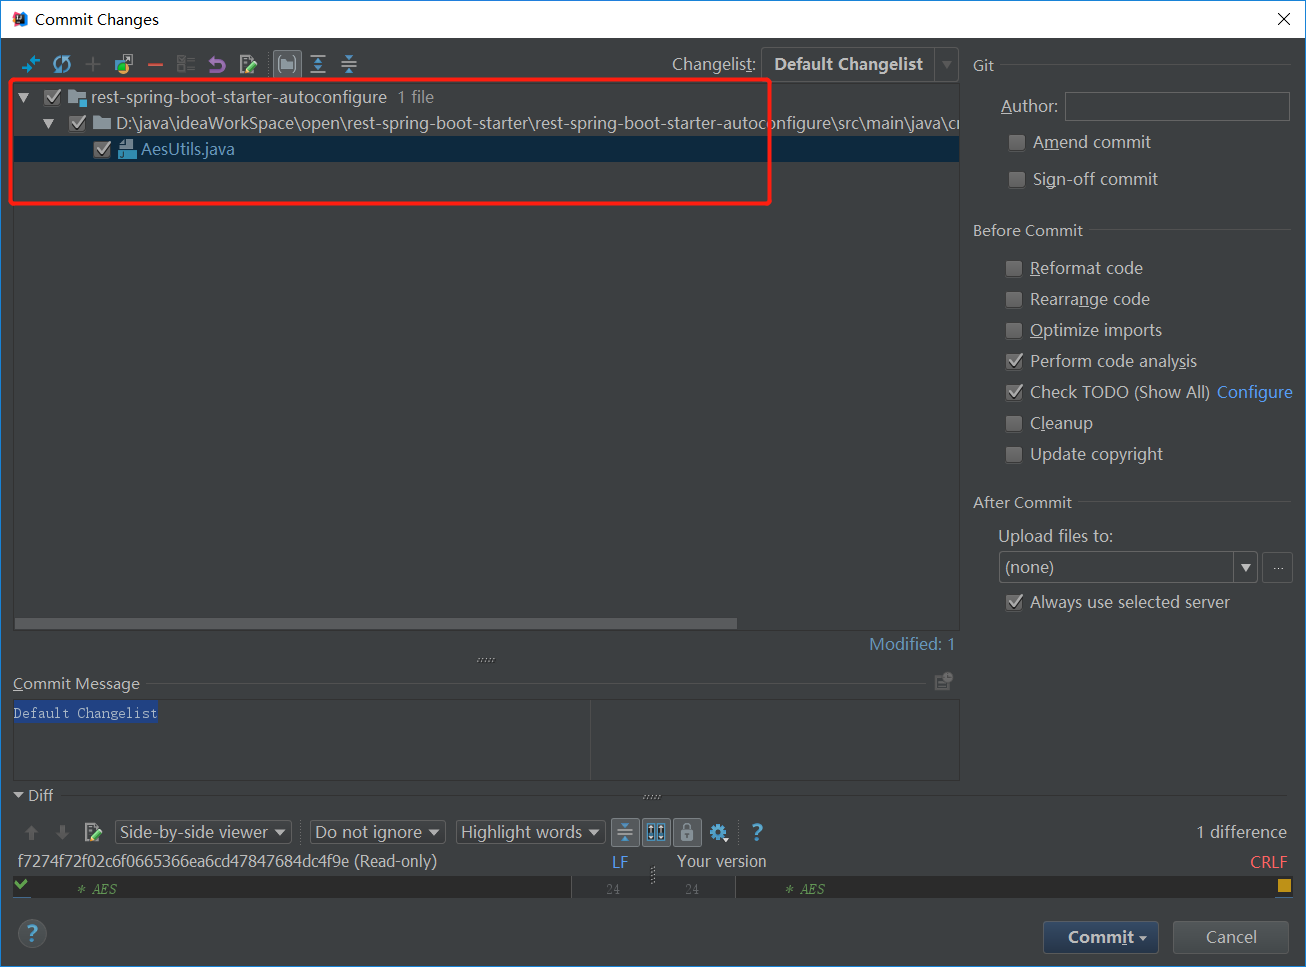 Commit Changes
Changelist: Default Changelist
rest-spring-boot-starter-autoconfigure 1 file
D:\java\ideaWorkSpace\open\rest-spring-boot-starter\rest-spring-boot-starter-autoconfigure\src\main\java\cr
AesUtils.java
Modified: 1
Git
Author:
Amend commit
Sign-off commit
Before Commit
Reformat code
Rearrange code
Optimize imports
Perform code analysis
Check TODO (Show All) Configure
Cleanup
Update copyright
After Commit
Upload files to:
(none)
...
Always use selected server
Commit Message
Default Changelist
Diff
Side-by-side viewer Do not ignore Highlight words ? 1 difference
f7274f72f02c6f0665366ea6cd47847684dc4f9e (Read-only) LF Your version CRLF
* AES 24 24 * AES
? Commit Cancel